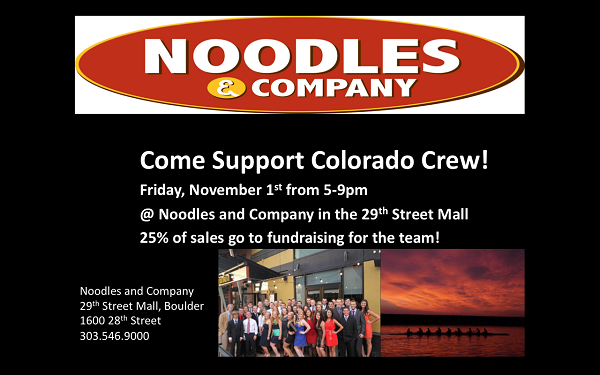 NOODLES
& COMPANY
Come Support Colorado Crew!
Friday, November 1st from 5-9pm
@ Noodles and Company in the 29th Street Mall
25% of sales go to fundraising for the team!
Noodles and Company
29th Street Mall, Boulder
1600 28th Street
303.546.9000